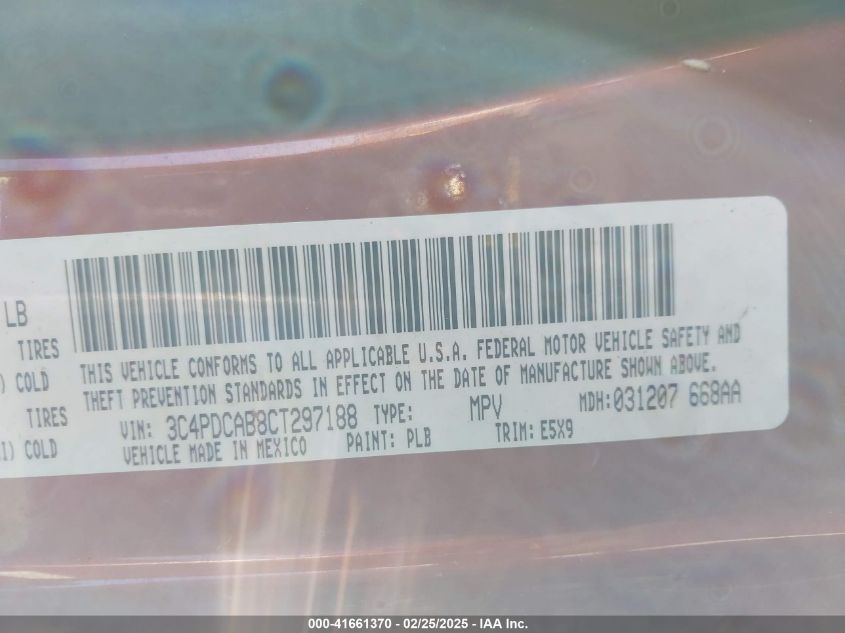 LB
TIRES
) COLD
TIRES
I) COLD
THIS VEHICLE CONFORMS TO ALL APPLICABLE U.S.A. FEDERAL MOTOR VEHICLE SAFETY AND
THEFT PREVENTION STANDARDS IN EFFECT ON THE DATE OF MANUFACTURE SHOWN ABOVE.
VIN: 3C4PDCAB8CT297188 TYPE: MPV MDH:031207 668AA
VEHICLE MADE IN MEXICO PAINT: PLB TRIM: E5X9
000-41661370 - 02/25/2025 - IAA Inc.